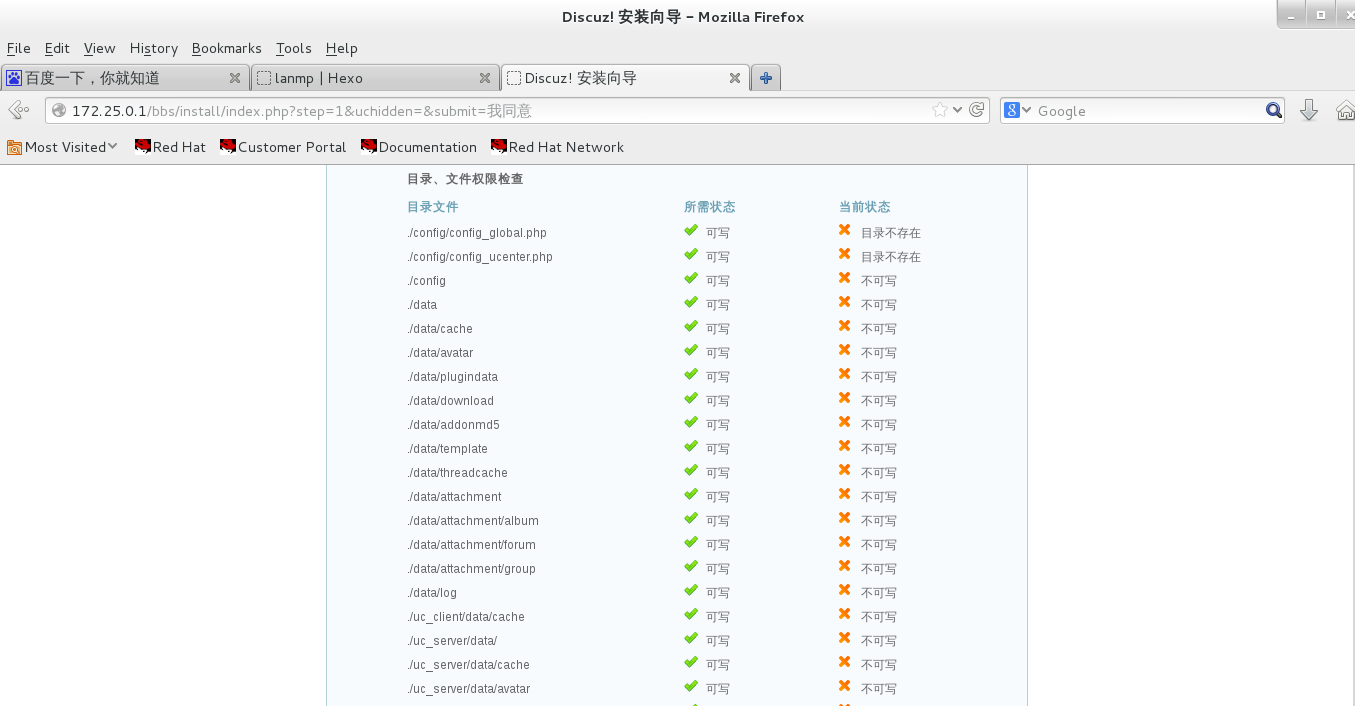 Discuz! 安装向导 - Mozilla Firefox
File Edit View History Bookmarks Tools Help
百度一下，你就知道 lanmp | Hexo Discuz! 安装向导
172.25.0.1/bbs/install/index.php?step=1&uchidden=&submit=我同意 8 Google
Most Visited Red Hat Customer Portal Documentation Red Hat Network
目录、文件权限检查
目录文件 所需状态 当前状态
./config/config_global.php 可写 目录不存在
./config/config_ucenter.php 可写 目录不存在
./config 可写 不可写
./data 可写 不可写
./data/cache 可写 不可写
./data/avatar 可写 不可写
./data/plugindata 可写 不可写
./data/download 可写 不可写
./data/addonmd5 可写 不可写
./data/template 可写 不可写
./data/threadcache 可写 不可写
./data/attachment 可写 不可写
./data/attachment/album 可写 不可写
./data/attachment/forum 可写 不可写
./data/attachment/group 可写 不可写
./data/log 可写 不可写
./uc_client/data/cache 可写 不可写
./uc_server/data/ 可写 不可写
./uc_server/data/cache 可写 不可写
./uc_server/data/avatar 可写 不可写